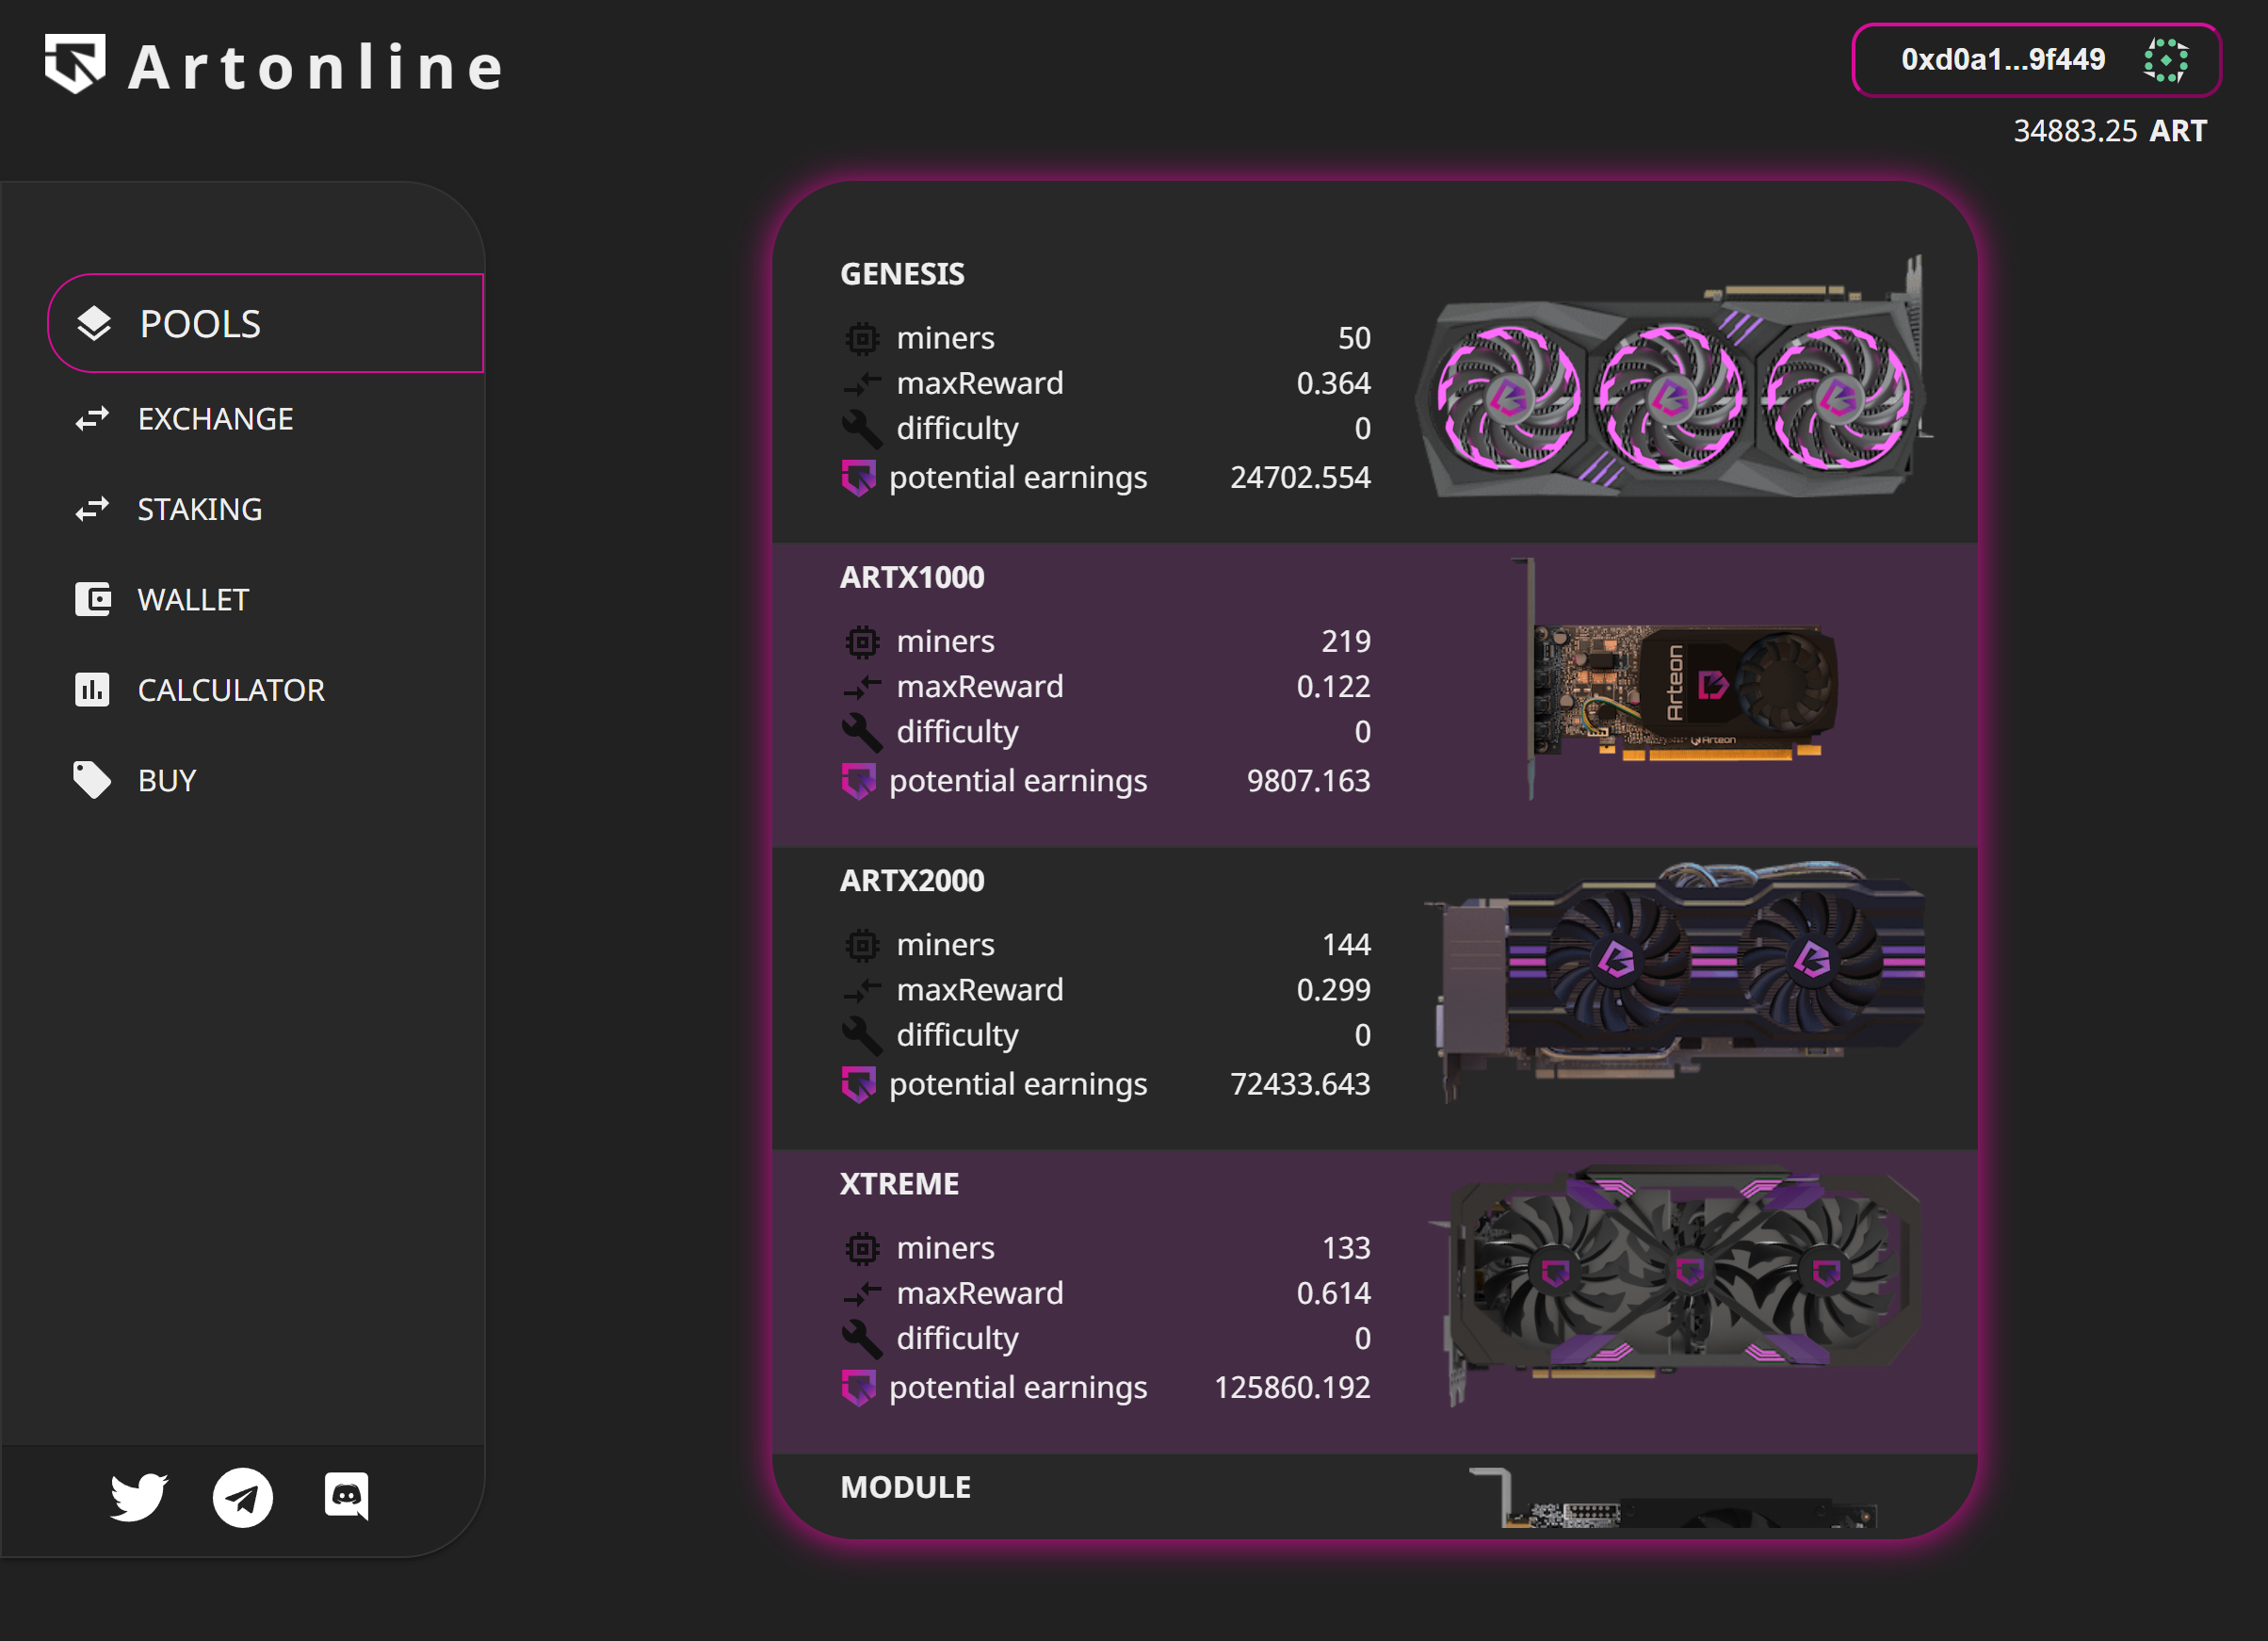 Artonline
0xd0a1...9f449
34883.25 ART
POOLS
EXCHANGE
STAKING
WALLET
CALCULATOR
BUY
GENESIS
miners 50
maxReward 0.364
difficulty 0
potential earnings 24702.554
ARTX1000
miners 219
maxReward 0.122
difficulty 0
potential earnings 9807.163
Arteon
Arteon
ARTX2000
miners 144
maxReward 0.299
difficulty 0
potential earnings 72433.643
XTREME
miners 133
maxReward 0.614
difficulty 0
potential earnings 125860.192
MODULE